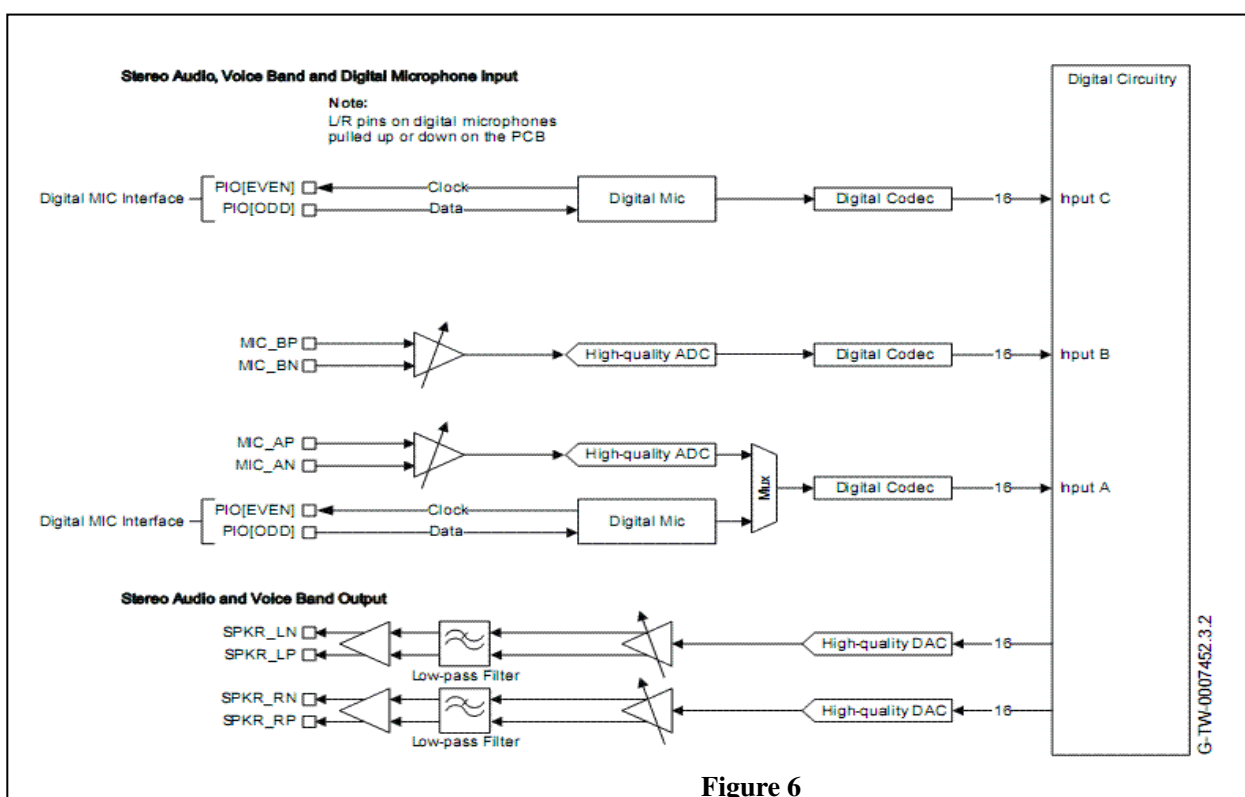 Stereo Audio, Voice Band and Digital Microphone Input
Digital Circuitry
Note:
L/R pins on digital microphones
pulled up or down on the PCB
Digital MIC Interface
PIO[EVEN]
PIO[ODD]
Clock
Data
Digital Mic
Digital Codec
16
Input C
MIC_BP
MIC_BN
High-quality ADC
Digital Codec
16
Input B
MIC_AP
MIC_AN
High-quality ADC
Mux
Digital Codec
16
Input A
Digital MIC Interface
PIO[EVEN]
PIO[ODD]
Clock
Data
Digital Mic
Stereo Audio and Voice Band Output
SPKR_LN
SPKR_LP
Low-pass Filter
High-quality DAC
16
SPKR_RN
SPKR_RP
Low-pass Filter
High-quality DAC
16
G-TW-0007452.3.2
Figure 6